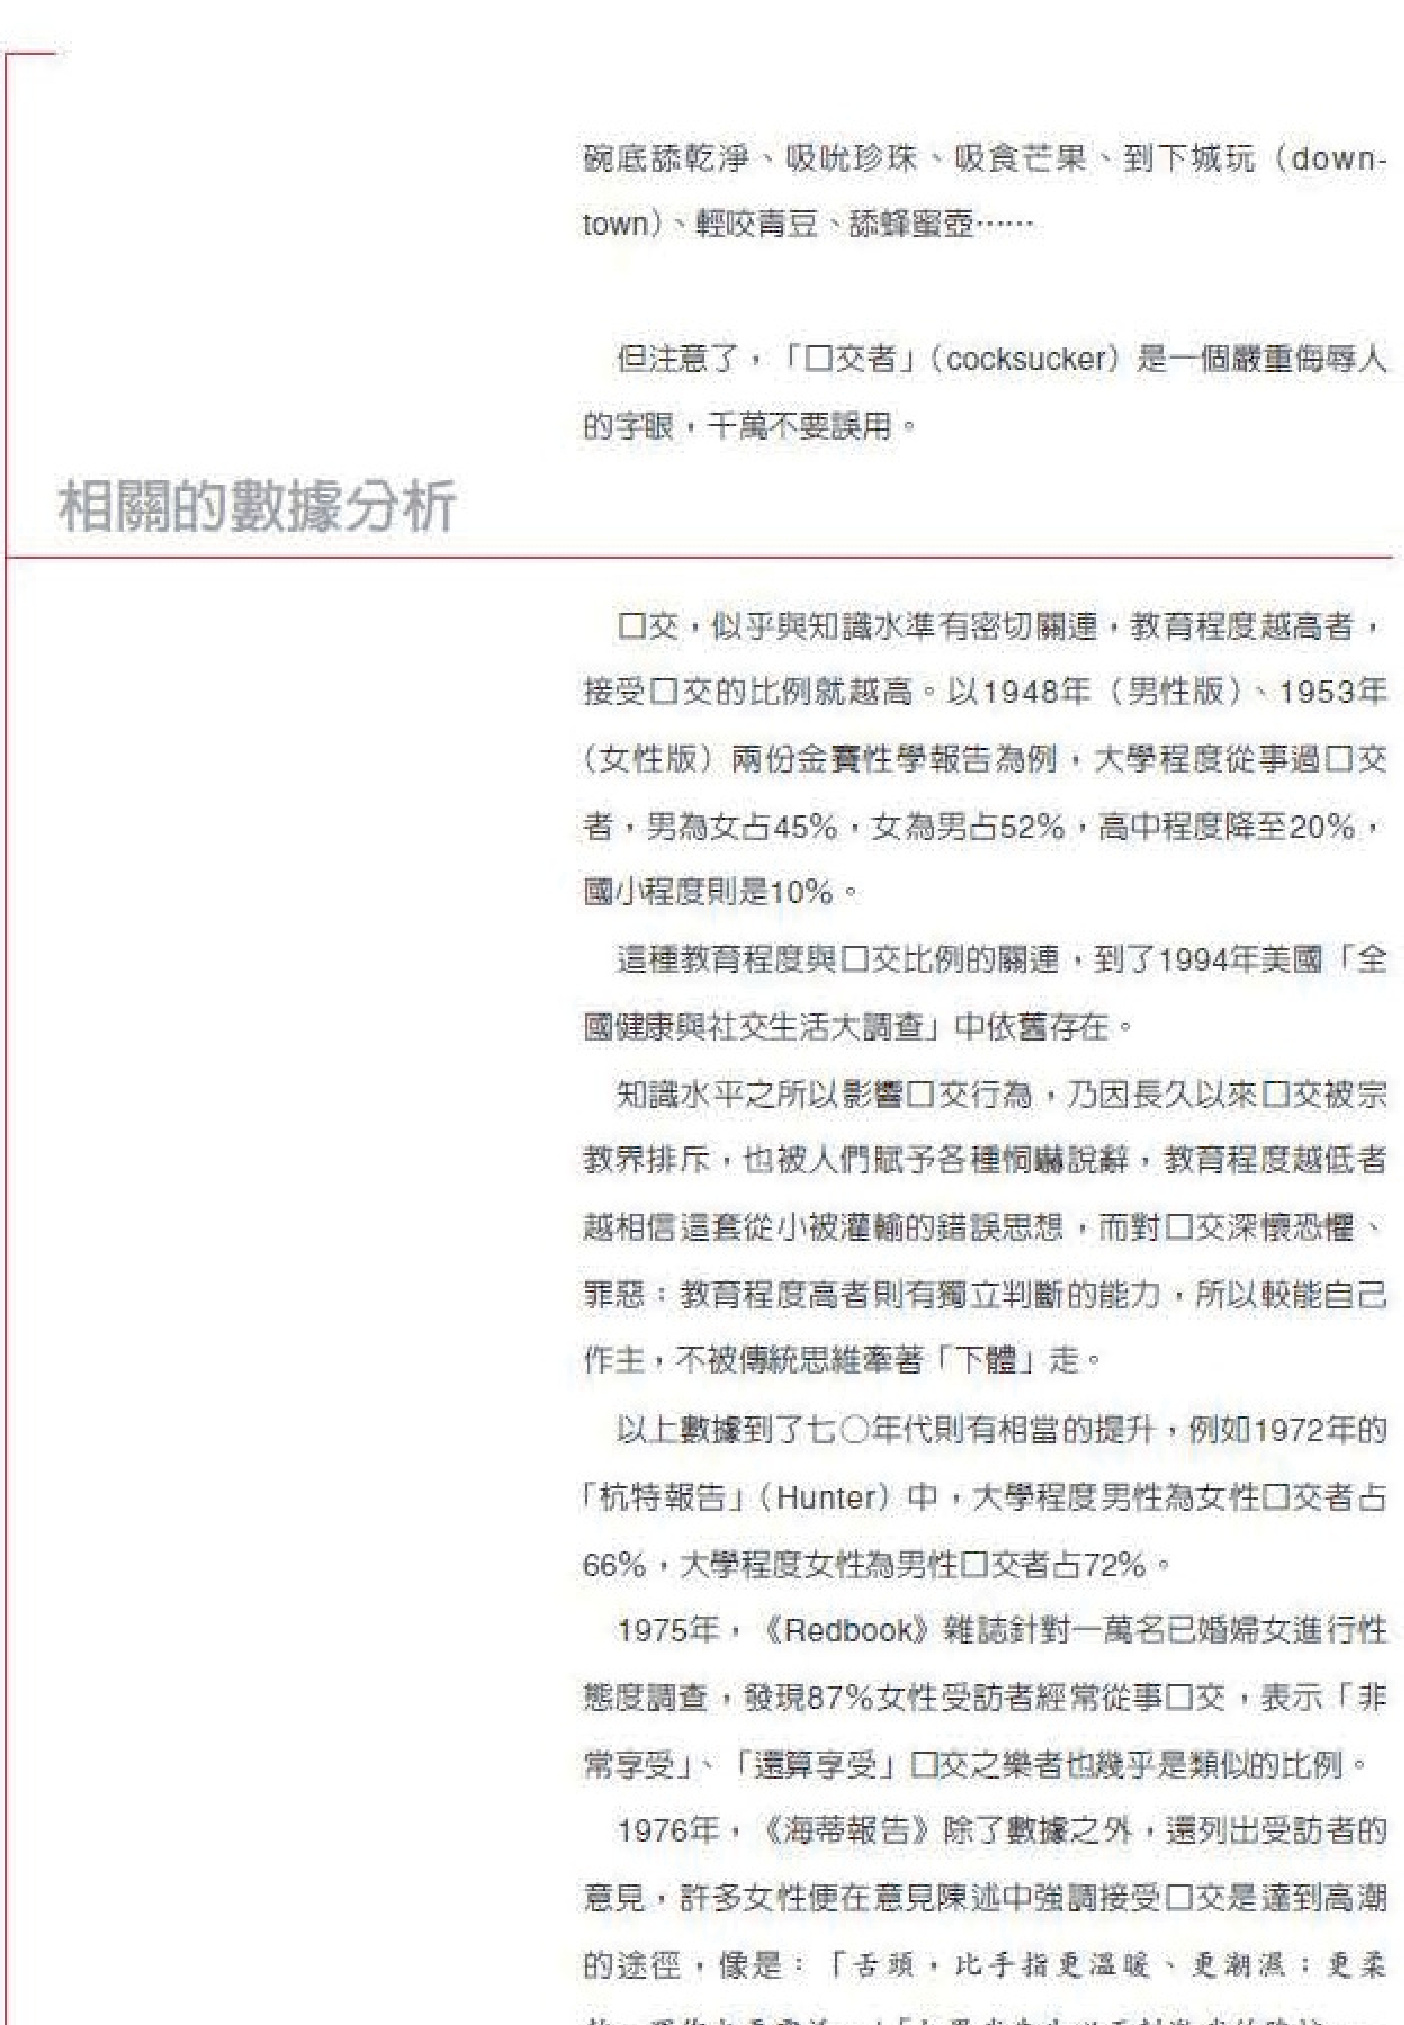 碗底舔乾淨、吸吮珍珠、吸食芒果、到下城玩（down-
town）、輕咬青豆、舔蜂蜜壺⋯⋯
但注意了，「口交者」（cocksucker）是一個嚴重侮辱人
的字眼，千萬不要誤用。
相關的數據分析
口交，似乎與知識水準有密切關連，教育程度越高者，
接受口交的比例就越高。以1948年（男性版）、1953年
（女性版）兩份金賽性學報告為例，大學程度從事過口交
者，男為女占45%，女為男占52%，高中程度降至20%，
國小程度則是10%。
這種教育程度與口交比例的關連，到了1994年美國「全
國健康與社交生活大調查」中依舊存在。
知識水平之所以影響口交行為，乃因長久以來口交被宗
教界排斥，也被人們賦予各種恫嚇說辭，教育程度越低者
越相信這套從小被灌輸的錯誤思想，而對口交深懷恐懼、
罪惡；教育程度高者則有獨立判斷的能力，所以較能自己
作主，不被傳統思維牽著「下體」走。
以上數據到了七〇年代則有相當的提升，例如1972年的
「杭特報告」（Hunter）中，大學程度男性為女性口交者占
66%，大學程度女性為男性口交者占72%。
1975年，《Redbook》雜誌針對一萬名已婚婦女進行性
態度調查，發現87%女性受訪者經常從事口交，表示「非
常享受」、「還算享受」口交之樂者也幾乎是類似的比例。
1976年，《海蒂報告》除了數據之外，還列出受訪者的
意見，許多女性便在意見陳述中強調接受口交是達到高潮
的途徑，像是：「舌頭，比手指更溫暖、更潮濕；更柔